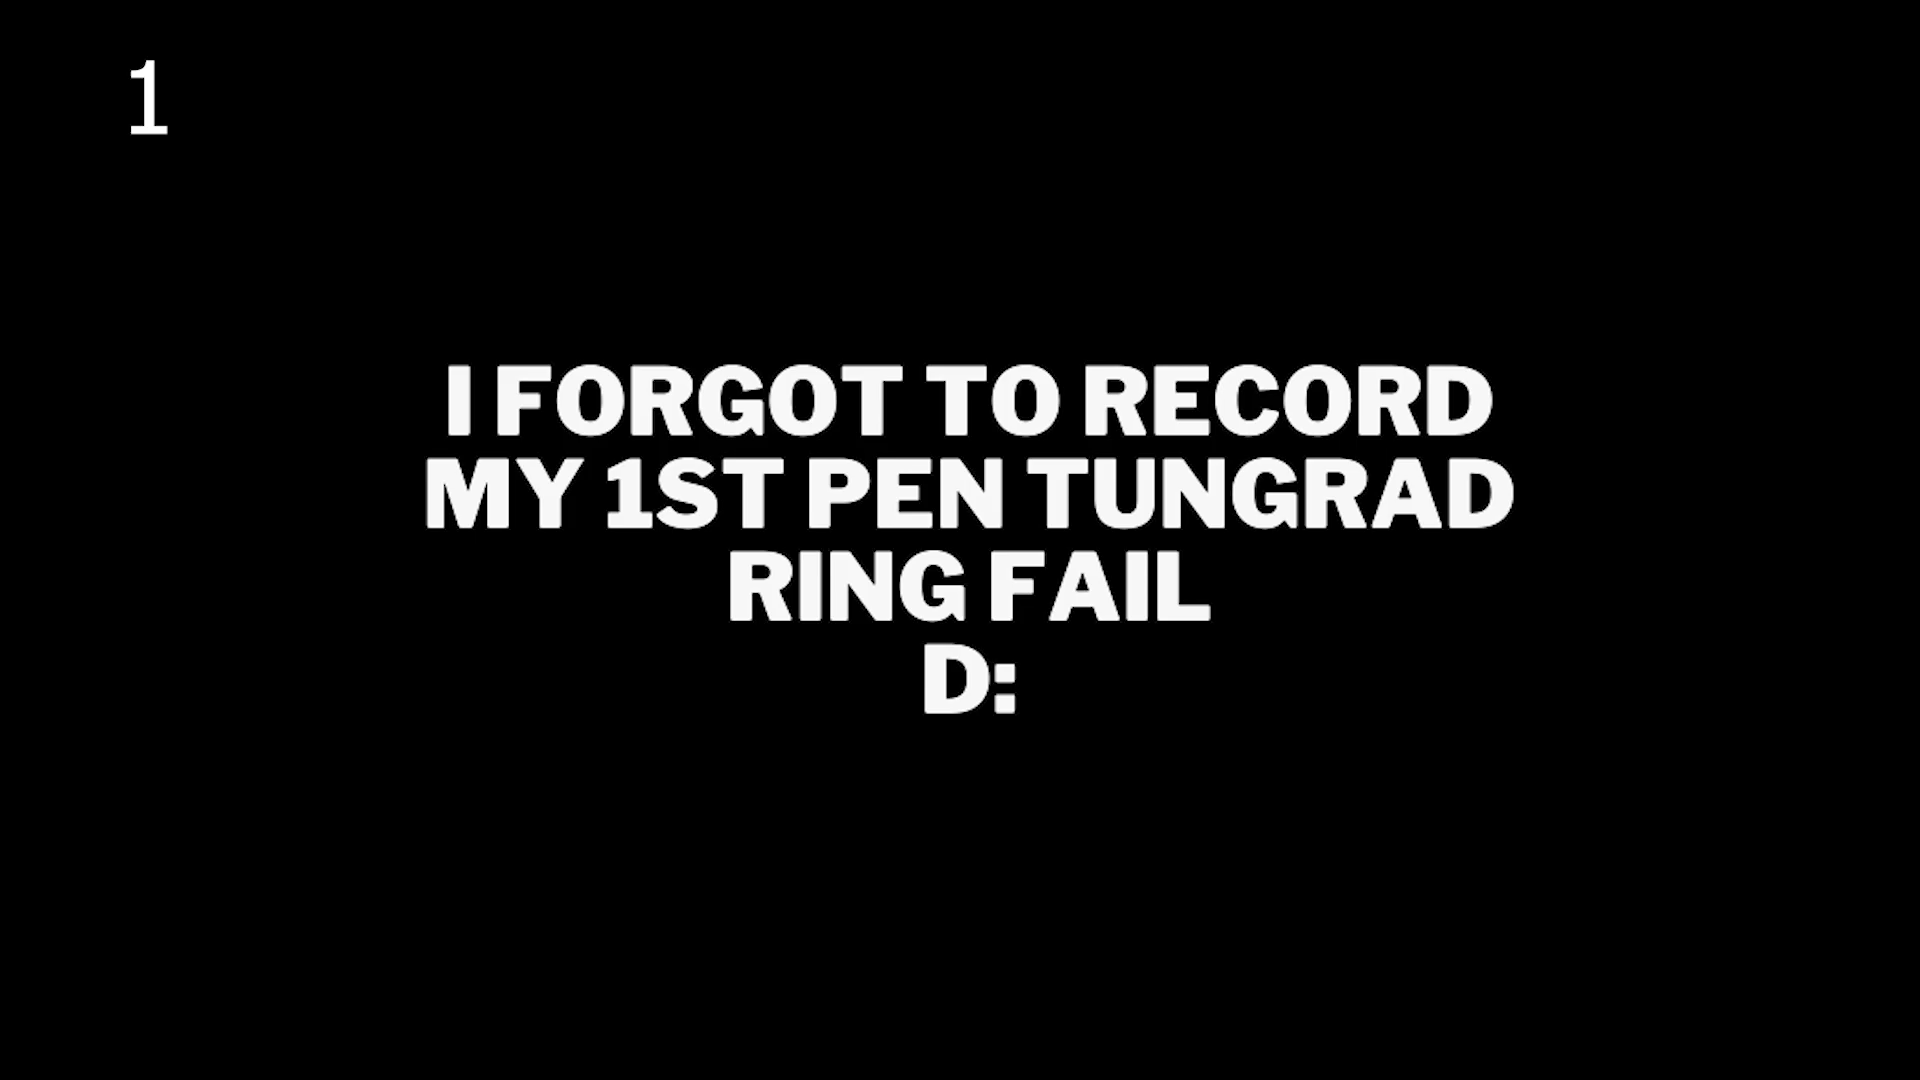 1
I FORGOT TO RECORD
MY 1ST PEN TUNGRAD
RING FAIL
D: